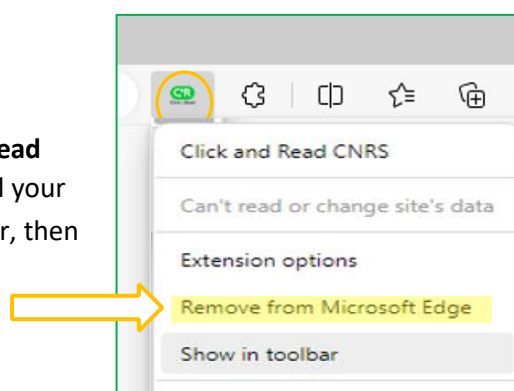 C'R
Click and Read CNRS
ead
d your
Can't read or change site's data
r, then
Extension options
Remove from Microsoft Edge
Show in toolbar